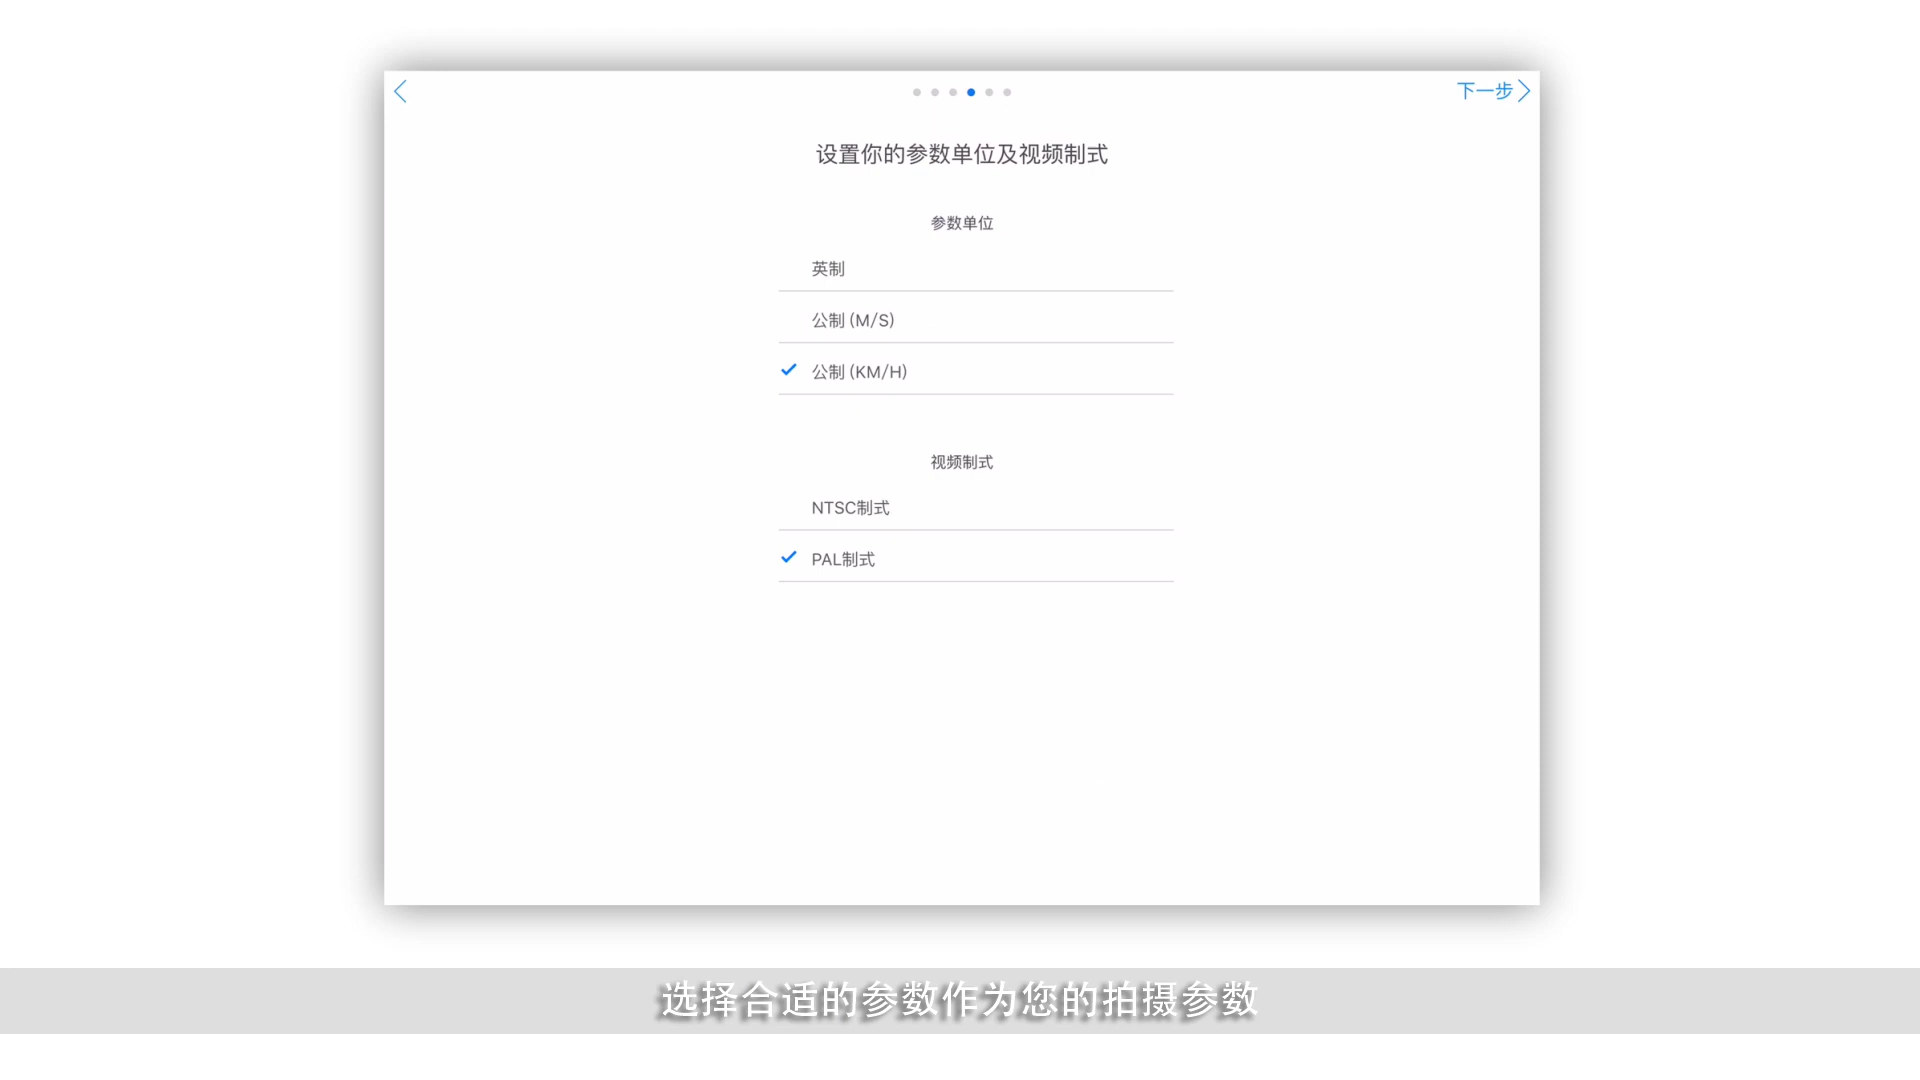 下一步
设置你的参数单位及视频制式
参数单位
英制
公制 (M/S)
公制 (KM/H)
视频制式
NTSC制式
PAL制式
选择合适的参数作为您的拍摄参数